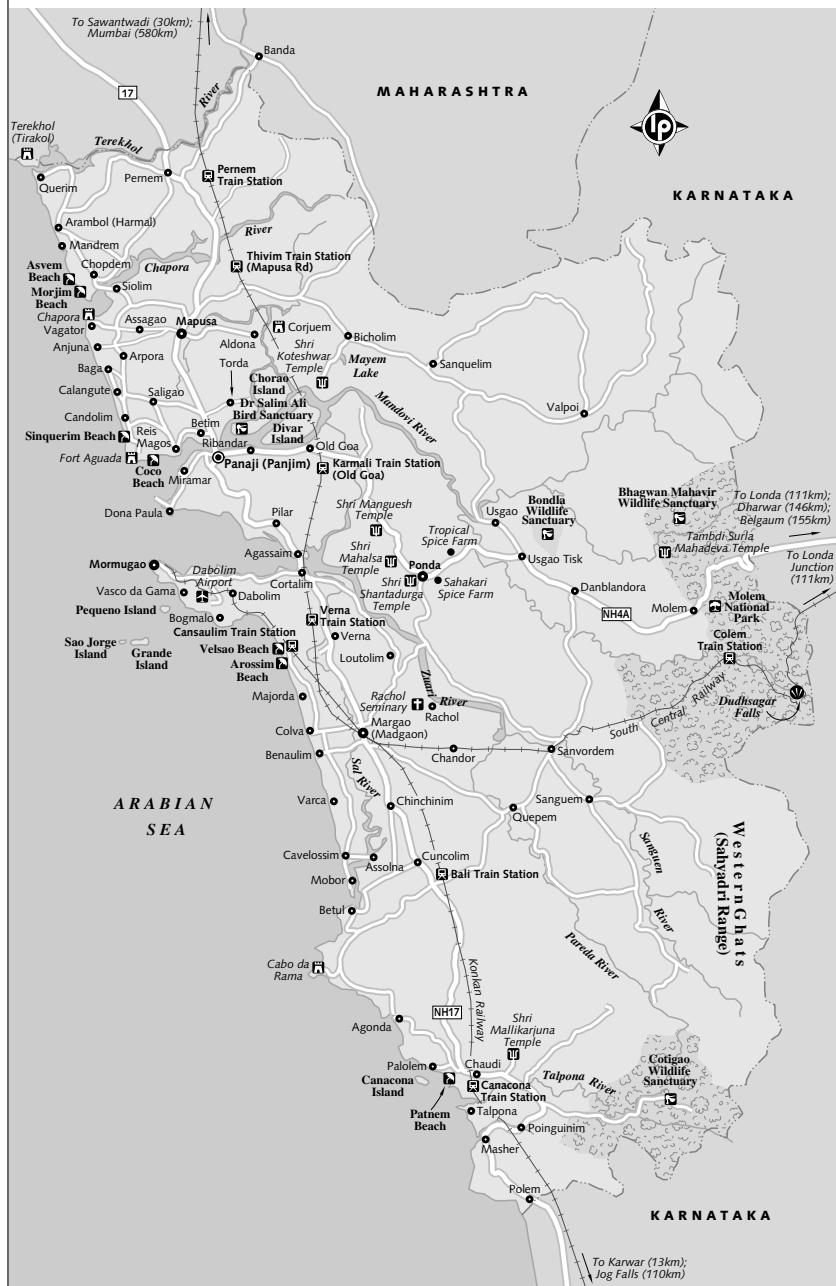 To Sawantwadi (30km);
Mumbai (580km)
Banda
MAHARASHTRA
17
River
Terekhol
(Tirakol)
Terekhol
lp
Querim
Pernem
Pernem
Train Station
KARNATAKA
Arambol (Harmal)
River
Mandrem
Thivim Train Station
(Mapusa Rd)
Asvem
Beach
Chopdem
Chapora
Morjim
Beach
Siolim
Chapora
Vagator
Assagao
Mapusa
Corjuem
Aldona
Bicholim
Anjuna
Arpora
Shri
Koteshwar
Temple
Mayem
Lake
Sanquelim
Baga
Torda
Calangute
Saligao
Chorao
Island
Dr Salim Ali
Bird Sanctuary
Mandovi River
Valpoi
Candolim
Betim
Divar
Island
Sinquerim Beach
Reis
Magos
Ribandar
Old Goa
Fort Aguada
Coco
Beach
Panaji (Panjim)
Karmali Train Station
(Old Goa)
Miramar
Bhagwan Mahavir
Wildlife Sanctuary
To Londa (111km);
Dharwar (146km);
Belgaum (155km)
Dona Paula
Pilar
Shri Manguesh
Temple
Tropical
Spice Farm
Usgao
Bondla
Wildlife
Sanctuary
Tambdi Surla
Mahadeva Temple
Agassaim
Shri
Mahalsa
Temple
Usgao Tisk
To Londa
Junction
(111km)
Mormugao
Dabolim
Airport
Cortalim
Ponda
Shri
Shantadurga
Temple
Sahakari
Spice Farm
Danblandora
Vasco da Gama
Dabolim
Molem
Molem
National
Park
Pequeno Island
Bogmalo
Verna
Train Station
NH4A
Cansaulim Train Station
Verna
Colem
Train Station
Sao Jorge
Island
Grande
Island
Velsao Beach
Arossim
Beach
Loutolim
Zuari
River
Majorda
Rachol
Seminary
Rachol
South Central Railway
Dudhsagar
Falls
Colva
Margao
(Madgaon)
Benaulim
Chandor
Sanvordem
Sal River
ARABIAN
SEA
Varca
Chinchinim
Quepem
Sanguem
Western Ghats
(Sahyadri Range)
Sanguen
River
Cavelossim
Assolna
Cuncolim
Mobor
Bali Train Station
Betul
Pareda River
Cabo da
Rama
Konkan Railway
NH17
Agonda
Shri
Mallikarjuna
Temple
Palolem
Chaudi
Cotigao
Wildlife
Sanctuary
Canacona
Island
Canacona
Train Station
Talpona River
Patnem
Beach
Talpona
Poinguinim
Masher
Polem
KARNATAKA
To Karwar (13km);
Jog Falls (110km)